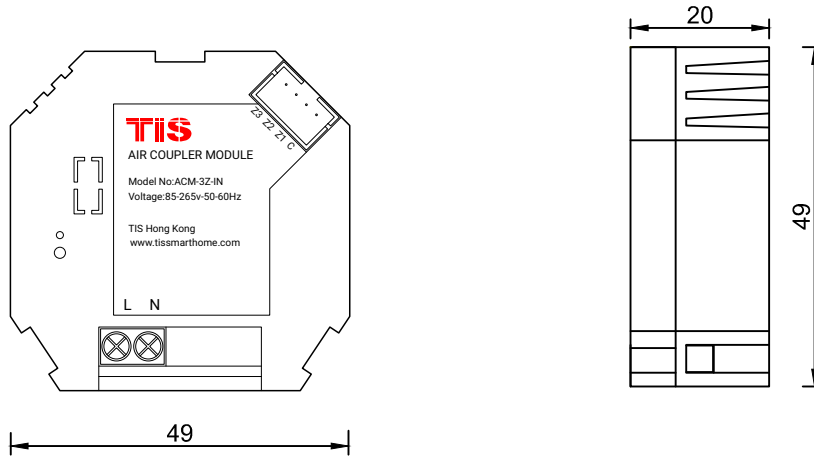 20
Z3 Z2 Z1 C
TIS
AIR COUPLER MODULE
Model No:ACM-3Z-IN
Voltage:85-265v-50-60Hz
TIS Hong Kong
www.tissmarthome.com
L N
49
49